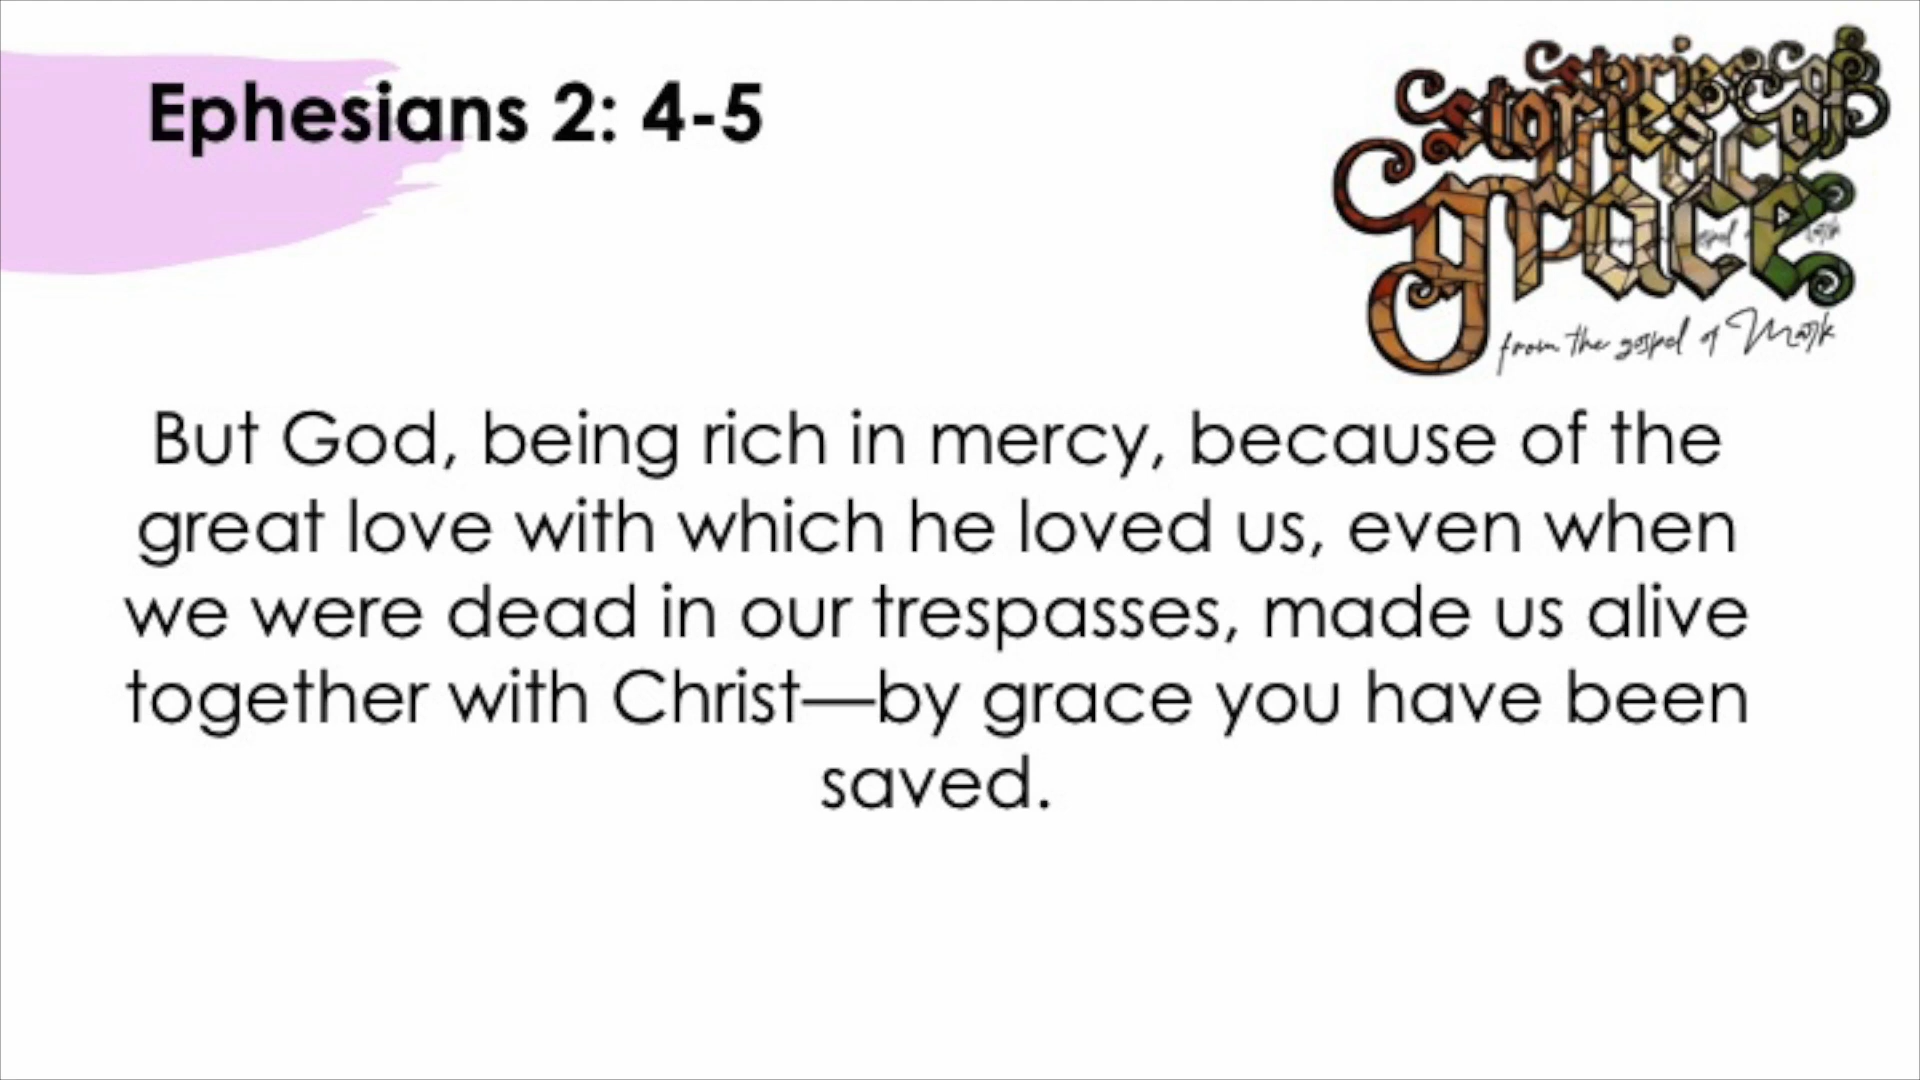 Ephesians 2: 4-5
stories of
stories of
grace
from the gospel of Mark
But God, being rich in mercy, because of the
great love with which he loved us, even when
we were dead in our trespasses, made us alive
together with Christ—by grace you have been
saved.